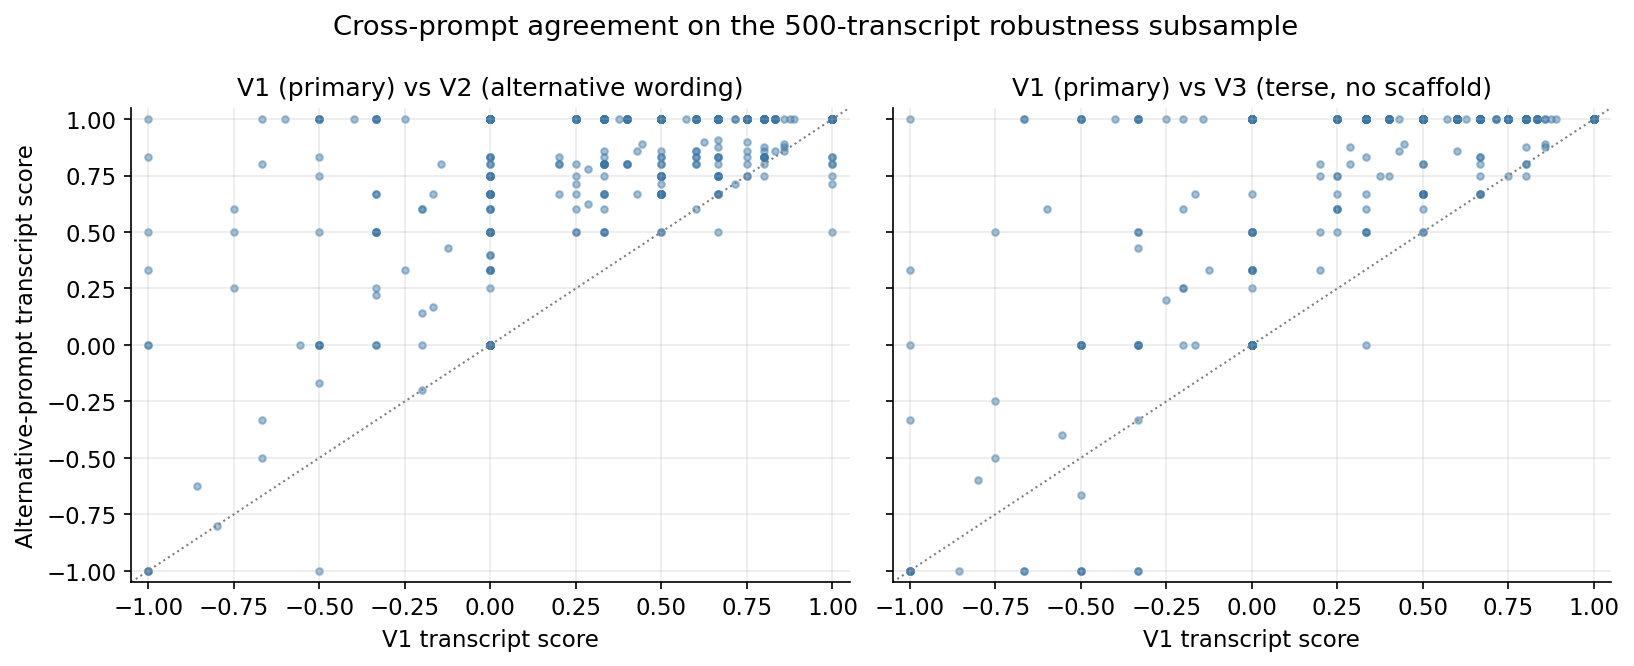 Cross-prompt agreement on the 500-transcript robustness subsample
V1 (primary) vs V2 (alternative wording)
V1 (primary) vs V3 (terse, no scaffold)
Alternative-prompt transcript score
1.00
0.75
0.50
0.25
0.00
−0.25
−0.50
−0.75
−1.00
−1.00 −0.75 −0.50 −0.25 0.00 0.25 0.50 0.75 1.00
−1.00 −0.75 −0.50 −0.25 0.00 0.25 0.50 0.75 1.00
V1 transcript score
V1 transcript score